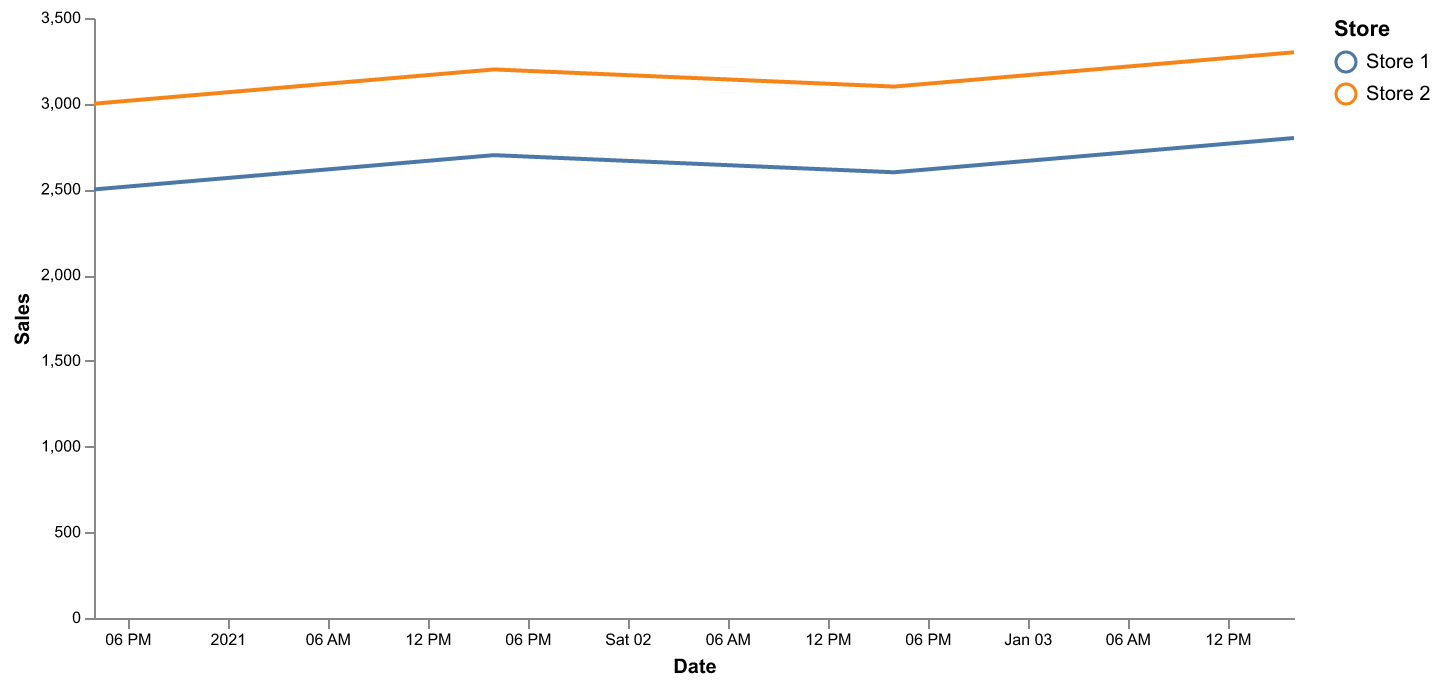 3,500
3,000
2,500
2,000
1,500
1,000
500
0
Sales
06 PM 2021 06 AM 12 PM 06 PM Sat 02 06 AM 12 PM 06 PM Jan 03 06 AM 12 PM
Date
Store
Store 1
Store 2